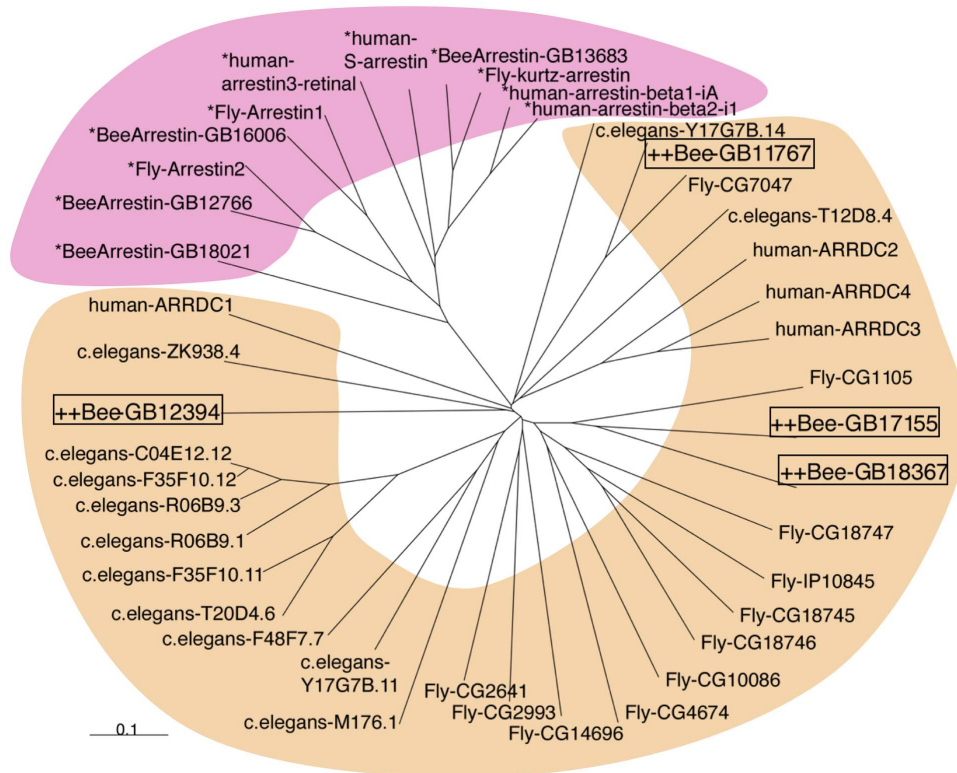 *human-
S-arrestin
*BeeArrestin-GB13683
*human-
arrestin3-retinal
*Fly-kurtz-arrestin
*human-arrestin-beta1-iA
*human-arrestin-beta2-i1
*Fly-Arrestin1
*BeeArrestin-GB16006
*Fly-Arrestin2
*BeeArrestin-GB12766
*BeeArrestin-GB18021
c.elegans-Y17G7B.14
++Bee-GB11767
Fly-CG7047
c.elegans-T12D8.4
human-ARRDC2
human-ARRDC4
human-ARRDC3
Fly-CG1105
++Bee-GB17155
++Bee-GB18367
Fly-CG18747
Fly-IP10845
Fly-CG18745
Fly-CG18746
Fly-CG10086
Fly-CG4674
Fly-CG14696
Fly-CG2993
Fly-CG2641
c.elegans-M176.1
c.elegans-
Y17G7B.11
c.elegans-F48F7.7
c.elegans-T20D4.6
c.elegans-F35F10.11
c.elegans-R06B9.1
c.elegans-R06B9.3
c.elegans-F35F10.12
c.elegans-C04E12.12
++Bee-GB12394
c.elegans-ZK938.4
human-ARRDC1
0.1